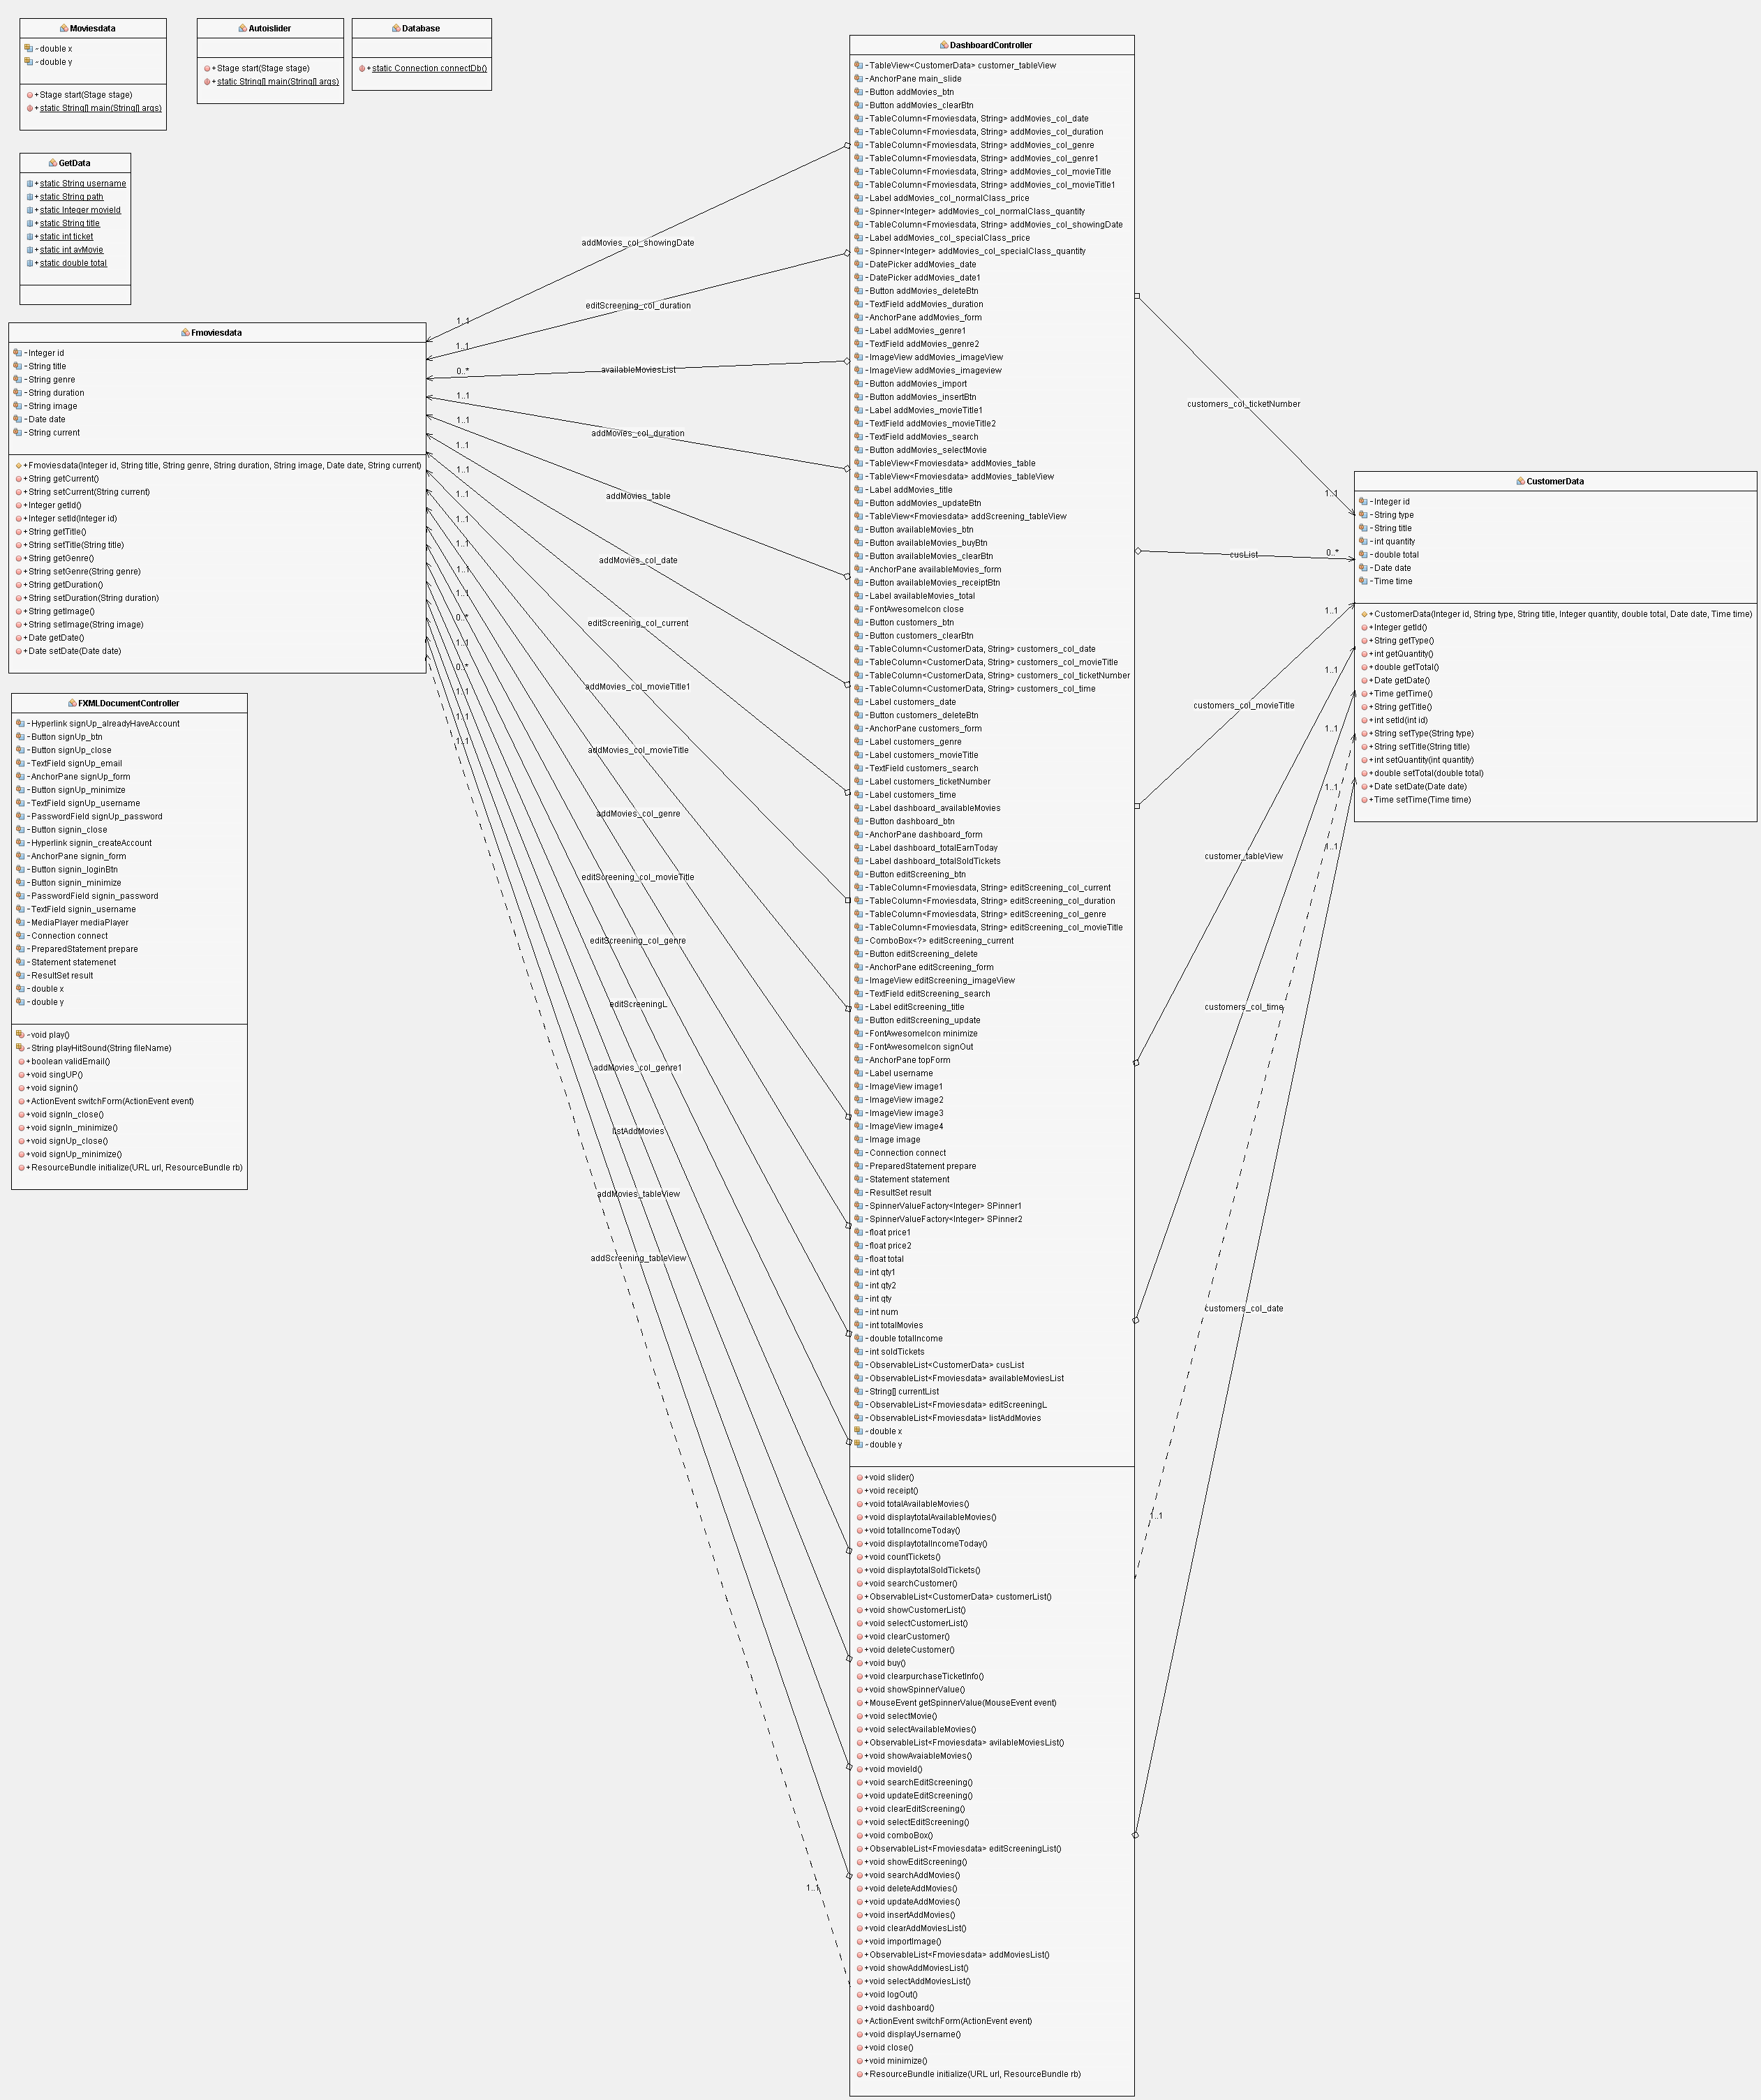 Moviesdata
-double x
-double y
+Stage start(Stage stage)
+static String[] main(String[] args)
Autoislider
+Stage start(Stage stage)
+static String[] main(String[] args)
Database
+static Connection connectDb()
GetData
+static String username
+static String path
+static Integer movieId
+static String title
+static int ticket
+static int avMovie
+static double total
Fmoviesdata
-Integer id
-String title
-String genre
-String duration
-String image
-Date date
-String current
+Fmoviesdata(Integer id, String title, String genre, String duration, String image, Date date, String current)
+String getCurrent()
+String setCurrent(String current)
+Integer getId()
+Integer setId(Integer id)
+String getTitle()
+String setTitle(String title)
+String getGenre()
+String setGenre(String genre)
+String getDuration()
+String setDuration(String duration)
+String getImage()
+String setImage(String image)
+Date getDate()
+Date setDate(Date date)
FXMLDocumentController
-Hyperlink signUp_alreadyHaveAccount
-Button signUp_btn
-Button signUp_close
-TextField signUp_email
-AnchorPane signUp_form
-Button signUp_minimize
-TextField signUp_username
-PasswordField signUp_password
-Button signin_close
-Hyperlink signin_createAccount
-AnchorPane signin_form
-Button signin_loginBtn
-Button signin_minimize
-PasswordField signin_password
-TextField signin_username
-MediaPlayer mediaPlayer
-Connection connect
-PreparedStatement prepare
-Statement statemenet
-ResultSet result
-double x
-double y
-void play()
-String playHitSound(String fileName)
+boolean validEmail()
+void singUP()
+void signin()
+ActionEvent switchForm(ActionEvent event)
+void signIn_close()
+void signIn_minimize()
+void signUp_close()
+void signUp_minimize()
+ResourceBundle initialize(URL url, ResourceBundle rb)
addMovies_col_showingDate
1..1
editScreening_col_duration
1..1
availableMoviesList
0..*
addMovies_col_duration
1..1
addMovies_table
1..1
addMovies_col_date
1..1
editScreening_col_current
1..1
addMovies_col_movieTitle1
1..1
addMovies_col_movieTitle
1..1
addMovies_col_genre
1..1
editScreening_col_movieTitle
1..1
editScreening_col_genre
1..1
editScreeningL
0..*
addMovies_col_genre1
1..1
listAddMovies
0..*
addMovies_tableView
1..1
addScreening_tableView
1..1
1..1
1..1
DashboardController
-TableView<CustomerData> customer_tableView
-AnchorPane main_slide
-Button addMovies_btn
-Button addMovies_clearBtn
-TableColumn<Fmoviesdata, String> addMovies_col_date
-TableColumn<Fmoviesdata, String> addMovies_col_duration
-TableColumn<Fmoviesdata, String> addMovies_col_genre
-TableColumn<Fmoviesdata, String> addMovies_col_genre1
-TableColumn<Fmoviesdata, String> addMovies_col_movieTitle
-TableColumn<Fmoviesdata, String> addMovies_col_movieTitle1
-Label addMovies_col_normalClass_price
-Spinner<Integer> addMovies_col_normalClass_quantity
-TableColumn<Fmoviesdata, String> addMovies_col_showingDate
-Label addMovies_col_specialClass_price
-Spinner<Integer> addMovies_col_specialClass_quantity
-DatePicker addMovies_date
-DatePicker addMovies_date1
-Button addMovies_deleteBtn
-TextField addMovies_duration
-AnchorPane addMovies_form
-Label addMovies_genre1
-TextField addMovies_genre2
-ImageView addMovies_imageView
-ImageView addMovies_imageview
-Button addMovies_import
-Button addMovies_insertBtn
-Label addMovies_movieTitle1
-TextField addMovies_movieTitle2
-TextField addMovies_search
-Button addMovies_selectMovie
-TableView<Fmoviesdata> addMovies_table
-TableView<Fmoviesdata> addMovies_tableView
-Label addMovies_title
-Button addMovies_updateBtn
-TableView<Fmoviesdata> addScreening_tableView
-Button availableMovies_btn
-Button availableMovies_buyBtn
-Button availableMovies_clearBtn
-AnchorPane availableMovies_form
-Button availableMovies_receiptBtn
-Label availableMovies_total
-FontAwesomeIcon close
-Button customers_btn
-Button customers_clearBtn
-TableColumn<CustomerData, String> customers_col_date
-TableColumn<CustomerData, String> customers_col_movieTitle
-TableColumn<CustomerData, String> customers_col_ticketNumber
-TableColumn<CustomerData, String> customers_col_time
-Label customers_date
-Button customers_deleteBtn
-AnchorPane customers_form
-Label customers_genre
-Label customers_movieTitle
-TextField customers_search
-Label customers_ticketNumber
-Label customers_time
-Label dashboard_availableMovies
-Button dashboard_btn
-AnchorPane dashboard_form
-Label dashboard_totalEarnToday
-Label dashboard_totalSoldTickets
-Button editScreening_btn
-TableColumn<Fmoviesdata, String> editScreening_col_current
-TableColumn<Fmoviesdata, String> editScreening_col_duration
-TableColumn<Fmoviesdata, String> editScreening_col_genre
-TableColumn<Fmoviesdata, String> editScreening_col_movieTitle
-ComboBox<?> editScreening_current
-Button editScreening_delete
-AnchorPane editScreening_form
-ImageView editScreening_imageView
-TextField editScreening_search
-Label editScreening_title
-Button editScreening_update
-FontAwesomeIcon minimize
-FontAwesomeIcon signOut
-AnchorPane topForm
-Label username
-ImageView image1
-ImageView image2
-ImageView image3
-ImageView image4
-Image image
-Connection connect
-PreparedStatement prepare
-Statement statement
-ResultSet result
-SpinnerValueFactory<Integer> SPinner1
-SpinnerValueFactory<Integer> SPinner2
-float price1
-float price2
-float total
-int qty1
-int qty2
-int qty
-int num
-int totalMovies
-double totalIncome
-int soldTickets
-ObservableList<CustomerData> cusList
-ObservableList<Fmoviesdata> availableMoviesList
-String[] currentList
-ObservableList<Fmoviesdata> editScreeningL
-ObservableList<Fmoviesdata> listAddMovies
-double x
-double y
+void slider()
+void receipt()
+void totalAvailableMovies()
+void displaytotalAvailableMovies()
+void totalIncomeToday()
+void displaytotalIncomeToday()
+void countTickets()
+void displaytotalSoldTickets()
+void searchCustomer()
+ObservableList<CustomerData> customerList()
+void showCustomerList()
+void selectCustomerList()
+void clearCustomer()
+void deleteCustomer()
+void buy()
+void clearpurchaseTicketInfo()
+void showSpinnerValue()
+MouseEvent getSpinnerValue(MouseEvent event)
+void selectMovie()
+void selectAvailableMovies()
+ObservableList<Fmoviesdata> avilableMoviesList()
+void showAvaiableMovies()
+void movieId()
+void searchEditScreening()
+void updateEditScreening()
+void clearEditScreening()
+void selectEditScreening()
+void comboBox()
+ObservableList<Fmoviesdata> editScreeningList()
+void showEditScreening()
+void searchAddMovies()
+void deleteAddMovies()
+void updateAddMovies()
+void insertAddMovies()
+void clearAddMoviesList()
+void importImage()
+ObservableList<Fmoviesdata> addMoviesList()
+void showAddMoviesList()
+void selectAddMoviesList()
+void logOut()
+void dashboard()
+ActionEvent switchForm(ActionEvent event)
+void displayUsername()
+void close()
+void minimize()
+ResourceBundle initialize(URL url, ResourceBundle rb)
customers_col_ticketNumber
1..1
cusList
0..*
customers_col_movieTitle
1..1
customer_tableView
1..1
customers_col_time
1..1
1..1
1..1
customers_col_date
1..1
CustomerData
-Integer id
-String type
-String title
-int quantity
-double total
-Date date
-Time time
+CustomerData(Integer id, String type, String title, Integer quantity, double total, Date date, Time time)
+Integer getId()
+String getType()
+int getQuantity()
+double getTotal()
+Date getDate()
+Time getTime()
+String getTitle()
+int setId(int id)
+String setType(String type)
+String setTitle(String title)
+int setQuantity(int quantity)
+double setTotal(double total)
+Date setDate(Date date)
+Time setTime(Time time)